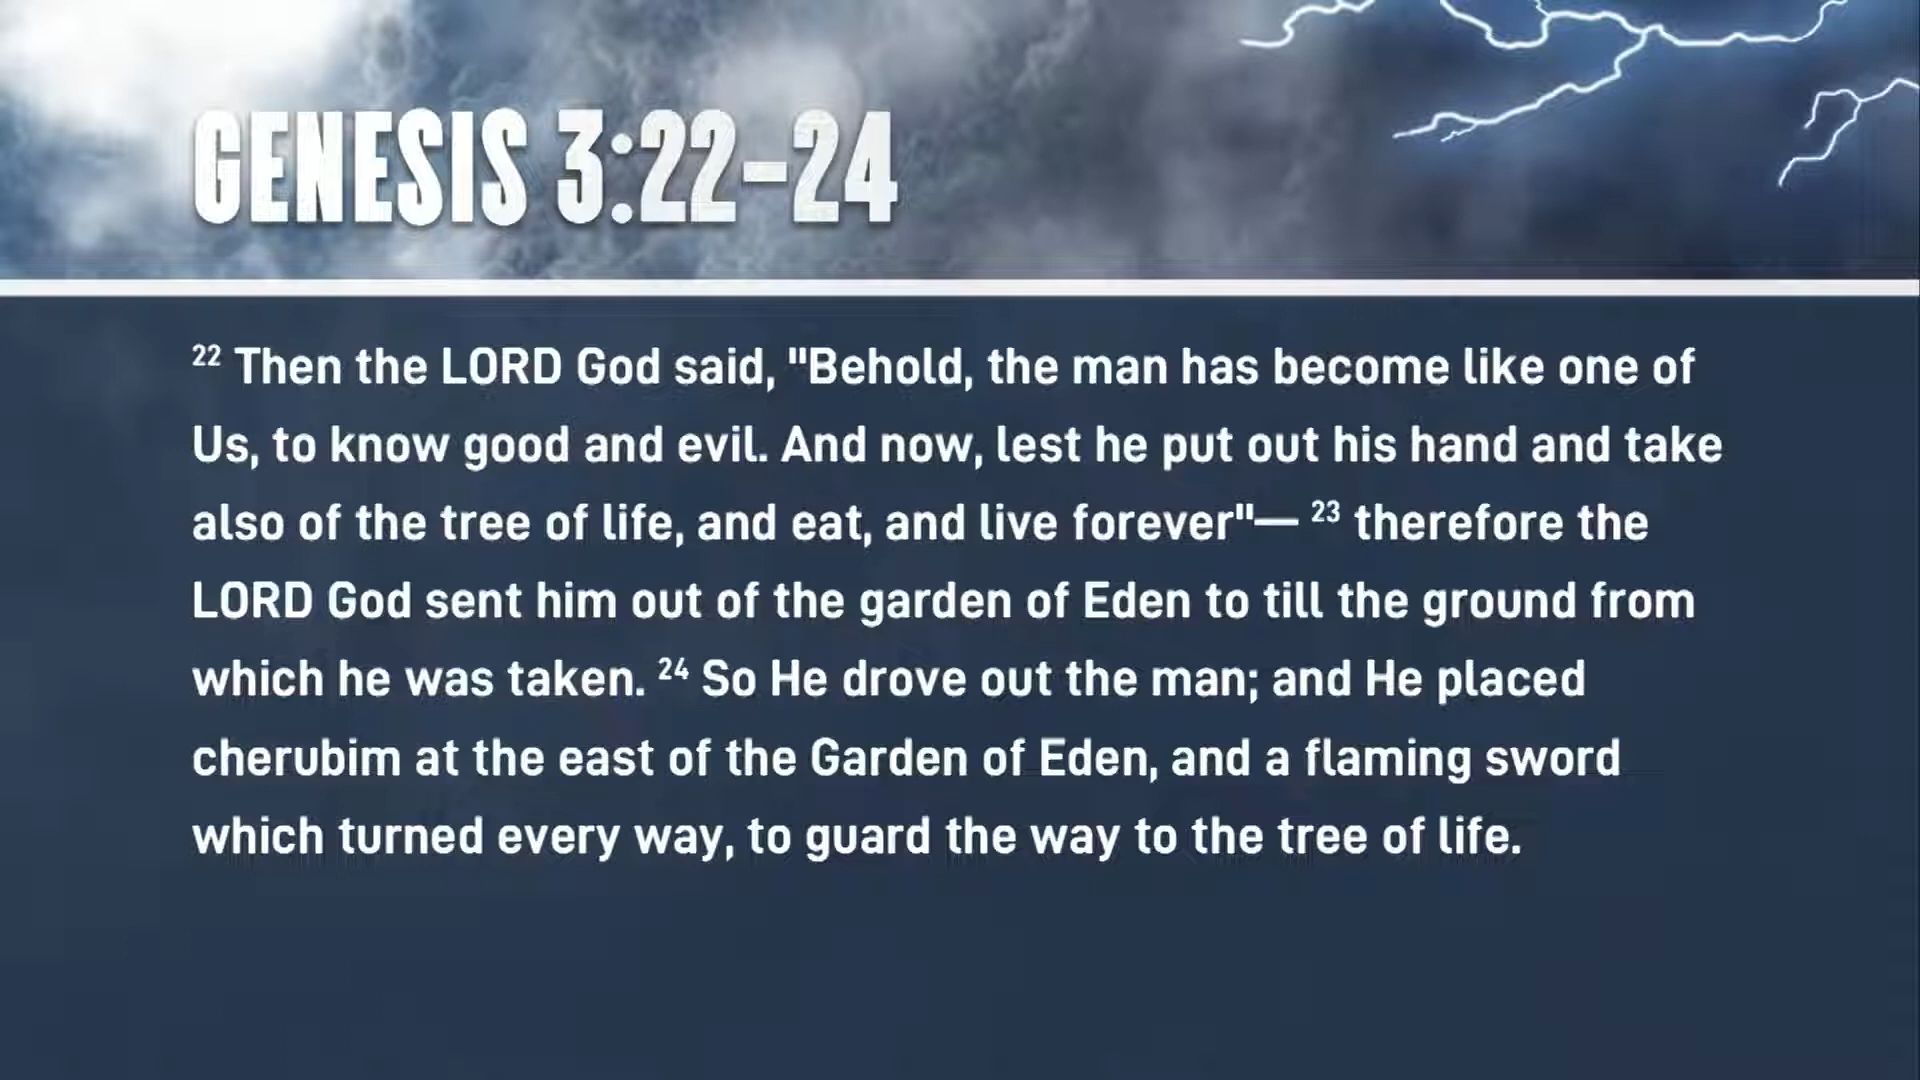 GENESIS 3:22-24
22 Then the LORD God said, "Behold, the man has become like one of
Us, to know good and evil. And now, lest he put out his hand and take
also of the tree of life, and eat, and live forever"— 23 therefore the
LORD God sent him out of the garden of Eden to till the ground from
which he was taken. 24 So He drove out the man; and He placed
cherubim at the east of the Garden of Eden, and a flaming sword
which turned every way, to guard the way to the tree of life.